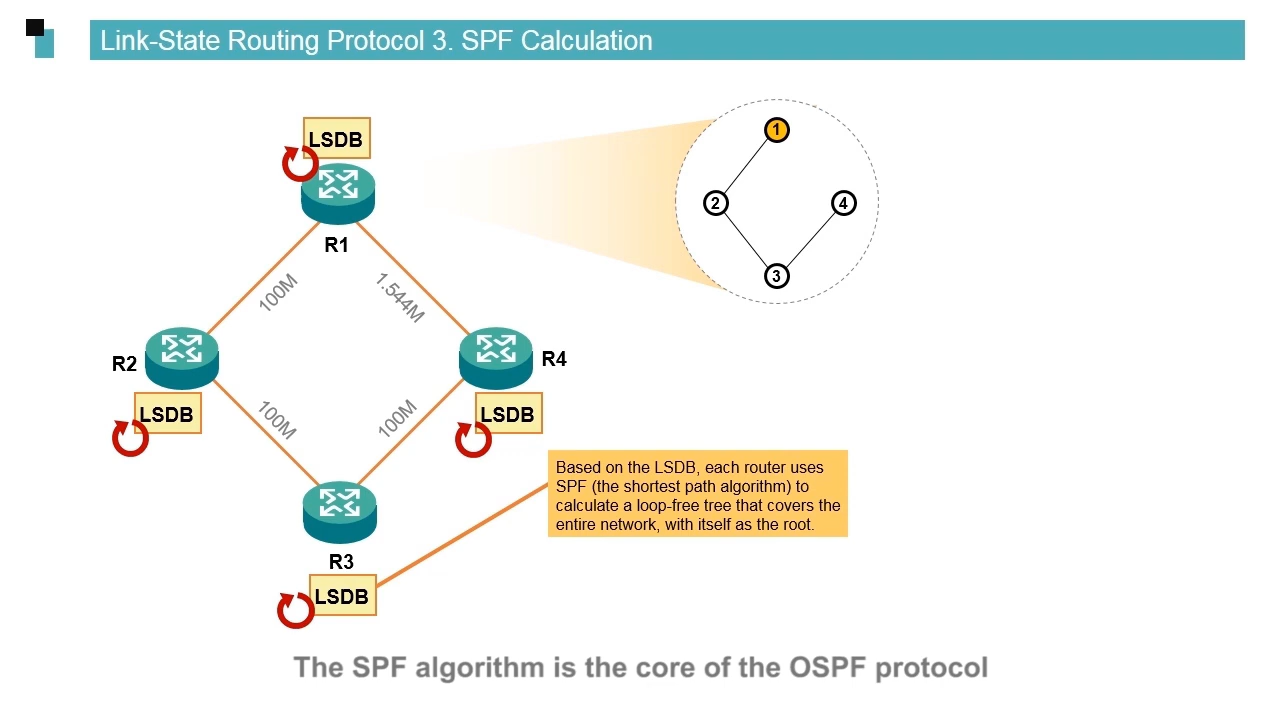 Link-State Routing Protocol 3. SPF Calculation
LSDB
R1
1
2
4
3
100M
1.544M
R2
R4
LSDB
LSDB
100M
100M
Based on the LSDB, each router uses
SPF (the shortest path algorithm) to
calculate a loop-free tree that covers the
entire network, with itself as the root.
R3
LSDB
The SPF algorithm is the core of the OSPF protocol